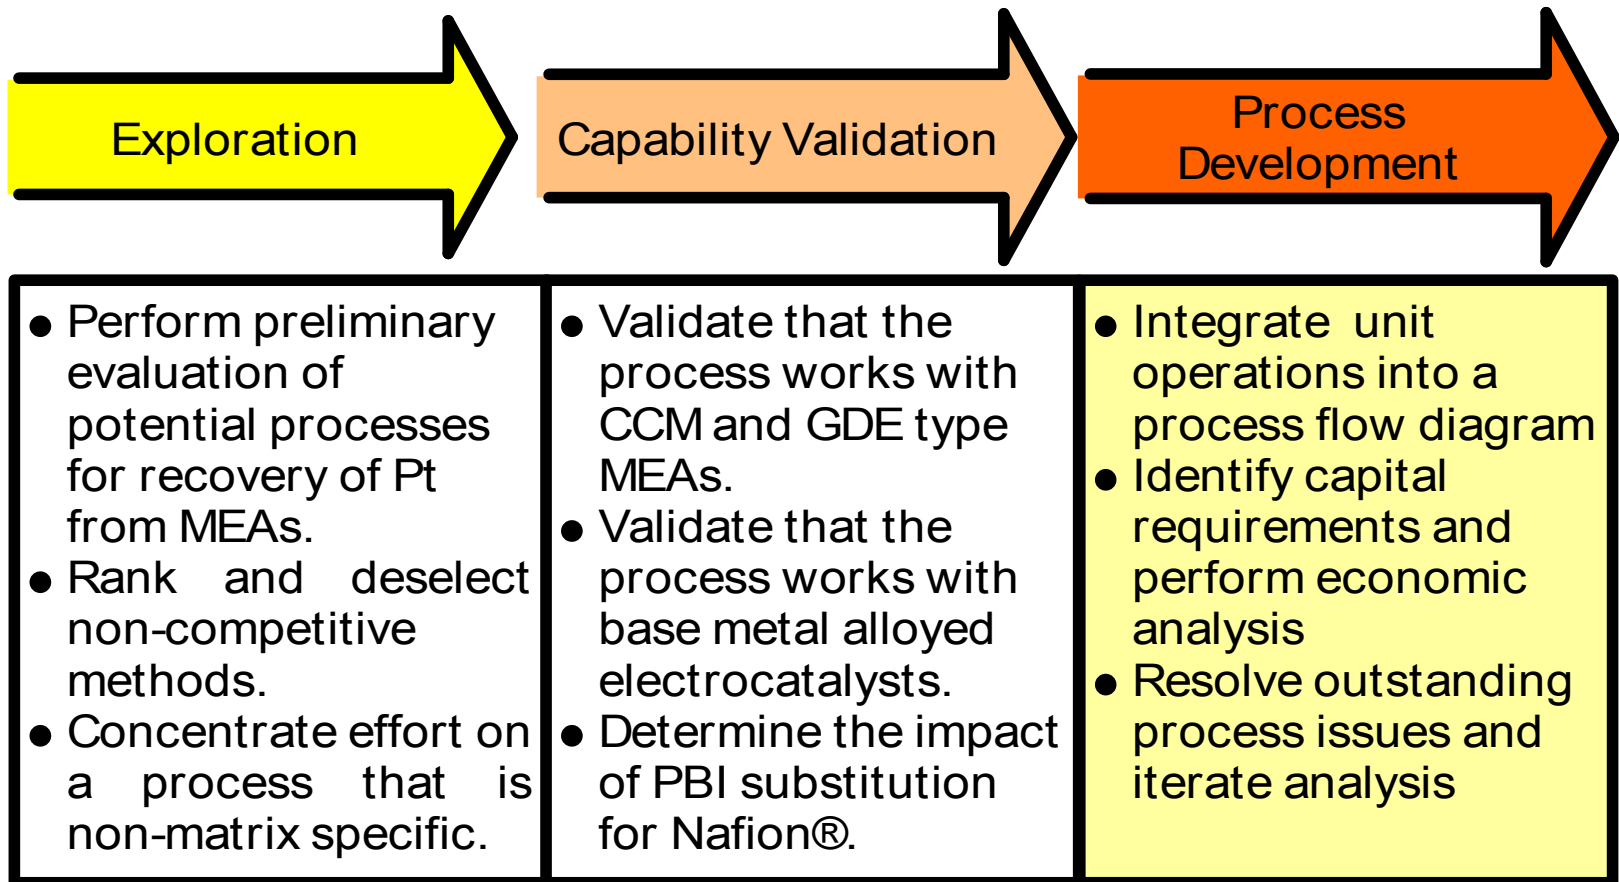 Exploration
Capability Validation
Process
Development
● Perform preliminary
evaluation of
potential processes
for recovery of Pt
from MEAs.
● Rank and deselect
non-competitive
methods.
● Concentrate effort on
a process that is
non-matrix specific.
● Validate that the
process works with
CCM and GDE type
MEAs.
● Validate that the
process works with
base metal alloyed
electrocatalysts.
● Determine the impact
of PBI substitution
for Nafion®.
● Integrate unit
operations into a
process flow diagram
● Identify capital
requirements and
perform economic
analysis
● Resolve outstanding
process issues and
iterate analysis